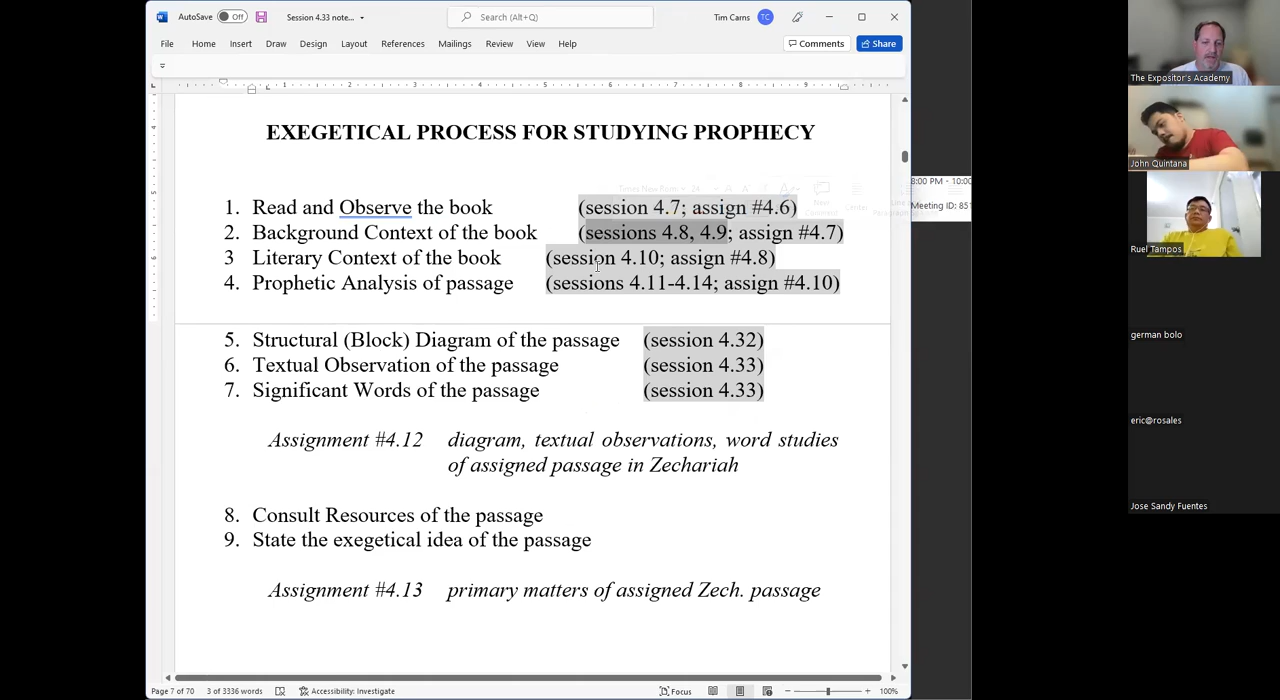 AutoSave Off Session 4.33 note... Search (Alt+Q) Tim Carns TC
File Home Insert Draw Design Layout References Mailings Review View Help Comments Share
EXEGETICAL PROCESS FOR STUDYING PROPHECY
1. Read and Observe the book (session 4.7; assign #4.6)
2. Background Context of the book (sessions 4.8, 4.9; assign #4.7)
3 Literary Context of the book (session 4.10; assign #4.8)
4. Prophetic Analysis of passage (sessions 4.11-4.14; assign #4.10)
5. Structural (Block) Diagram of the passage (session 4.32)
6. Textual Observation of the passage (session 4.33)
7. Significant Words of the passage (session 4.33)
Assignment #4.12 diagram, textual observations, word studies
of assigned passage in Zechariah
8. Consult Resources of the passage
9. State the exegetical idea of the passage
Assignment #4.13 primary matters of assigned Zech. passage
Page 7 of 70 3 of 3336 words Accessibility: Investigate Focus 100%
8:00 PM - 10:00
Meeting ID: 851
The Expositor's Academy
John Quintana
Ruel Tampos
german bolo
eric@rosales
Jose Sandy Fuentes